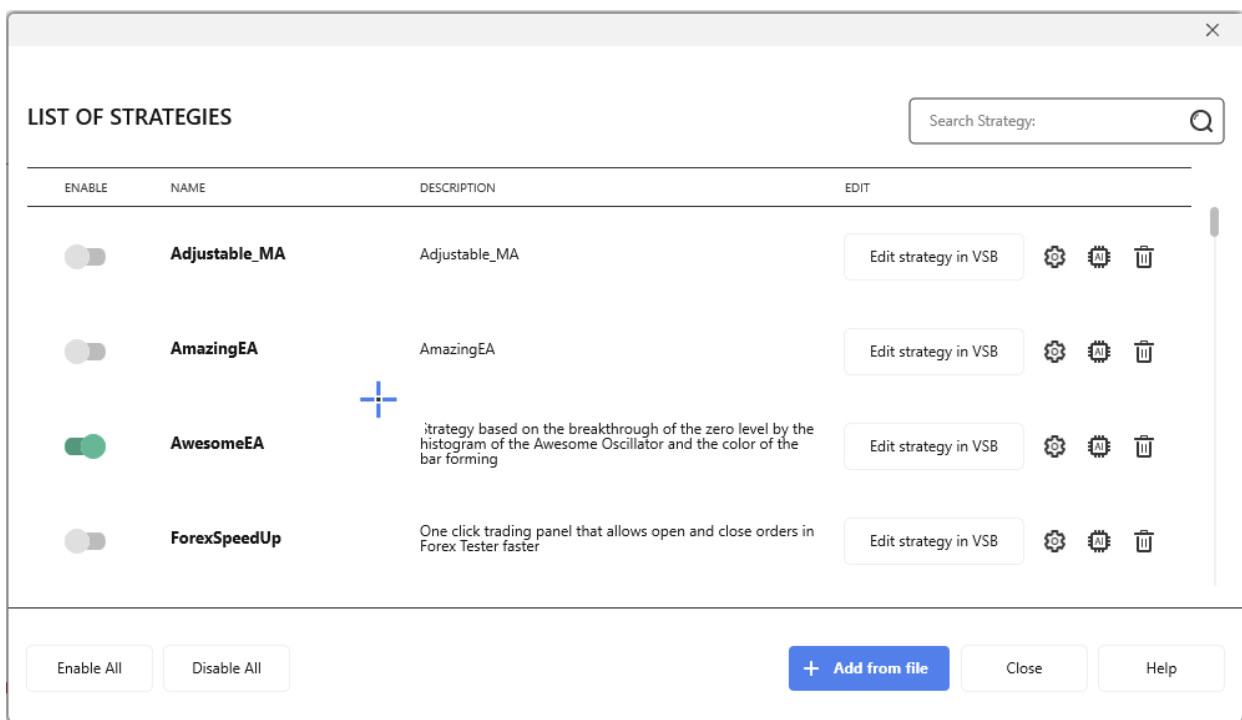 LIST OF STRATEGIES
Search Strategy:
ENABLE NAME DESCRIPTION EDIT
Adjustable_MA Adjustable_MA Edit strategy in VSB AI
AmazingEA AmazingEA Edit strategy in VSB AI
AwesomeEA Strategy based on the breakthrough of the zero level by the
histogram of the Awesome Oscillator and the color of the
bar forming
Edit strategy in VSB AI
ForexSpeedUp One click trading panel that allows open and close orders in
Forex Tester faster
Edit strategy in VSB AI
Enable All Disable All + Add from file Close Help